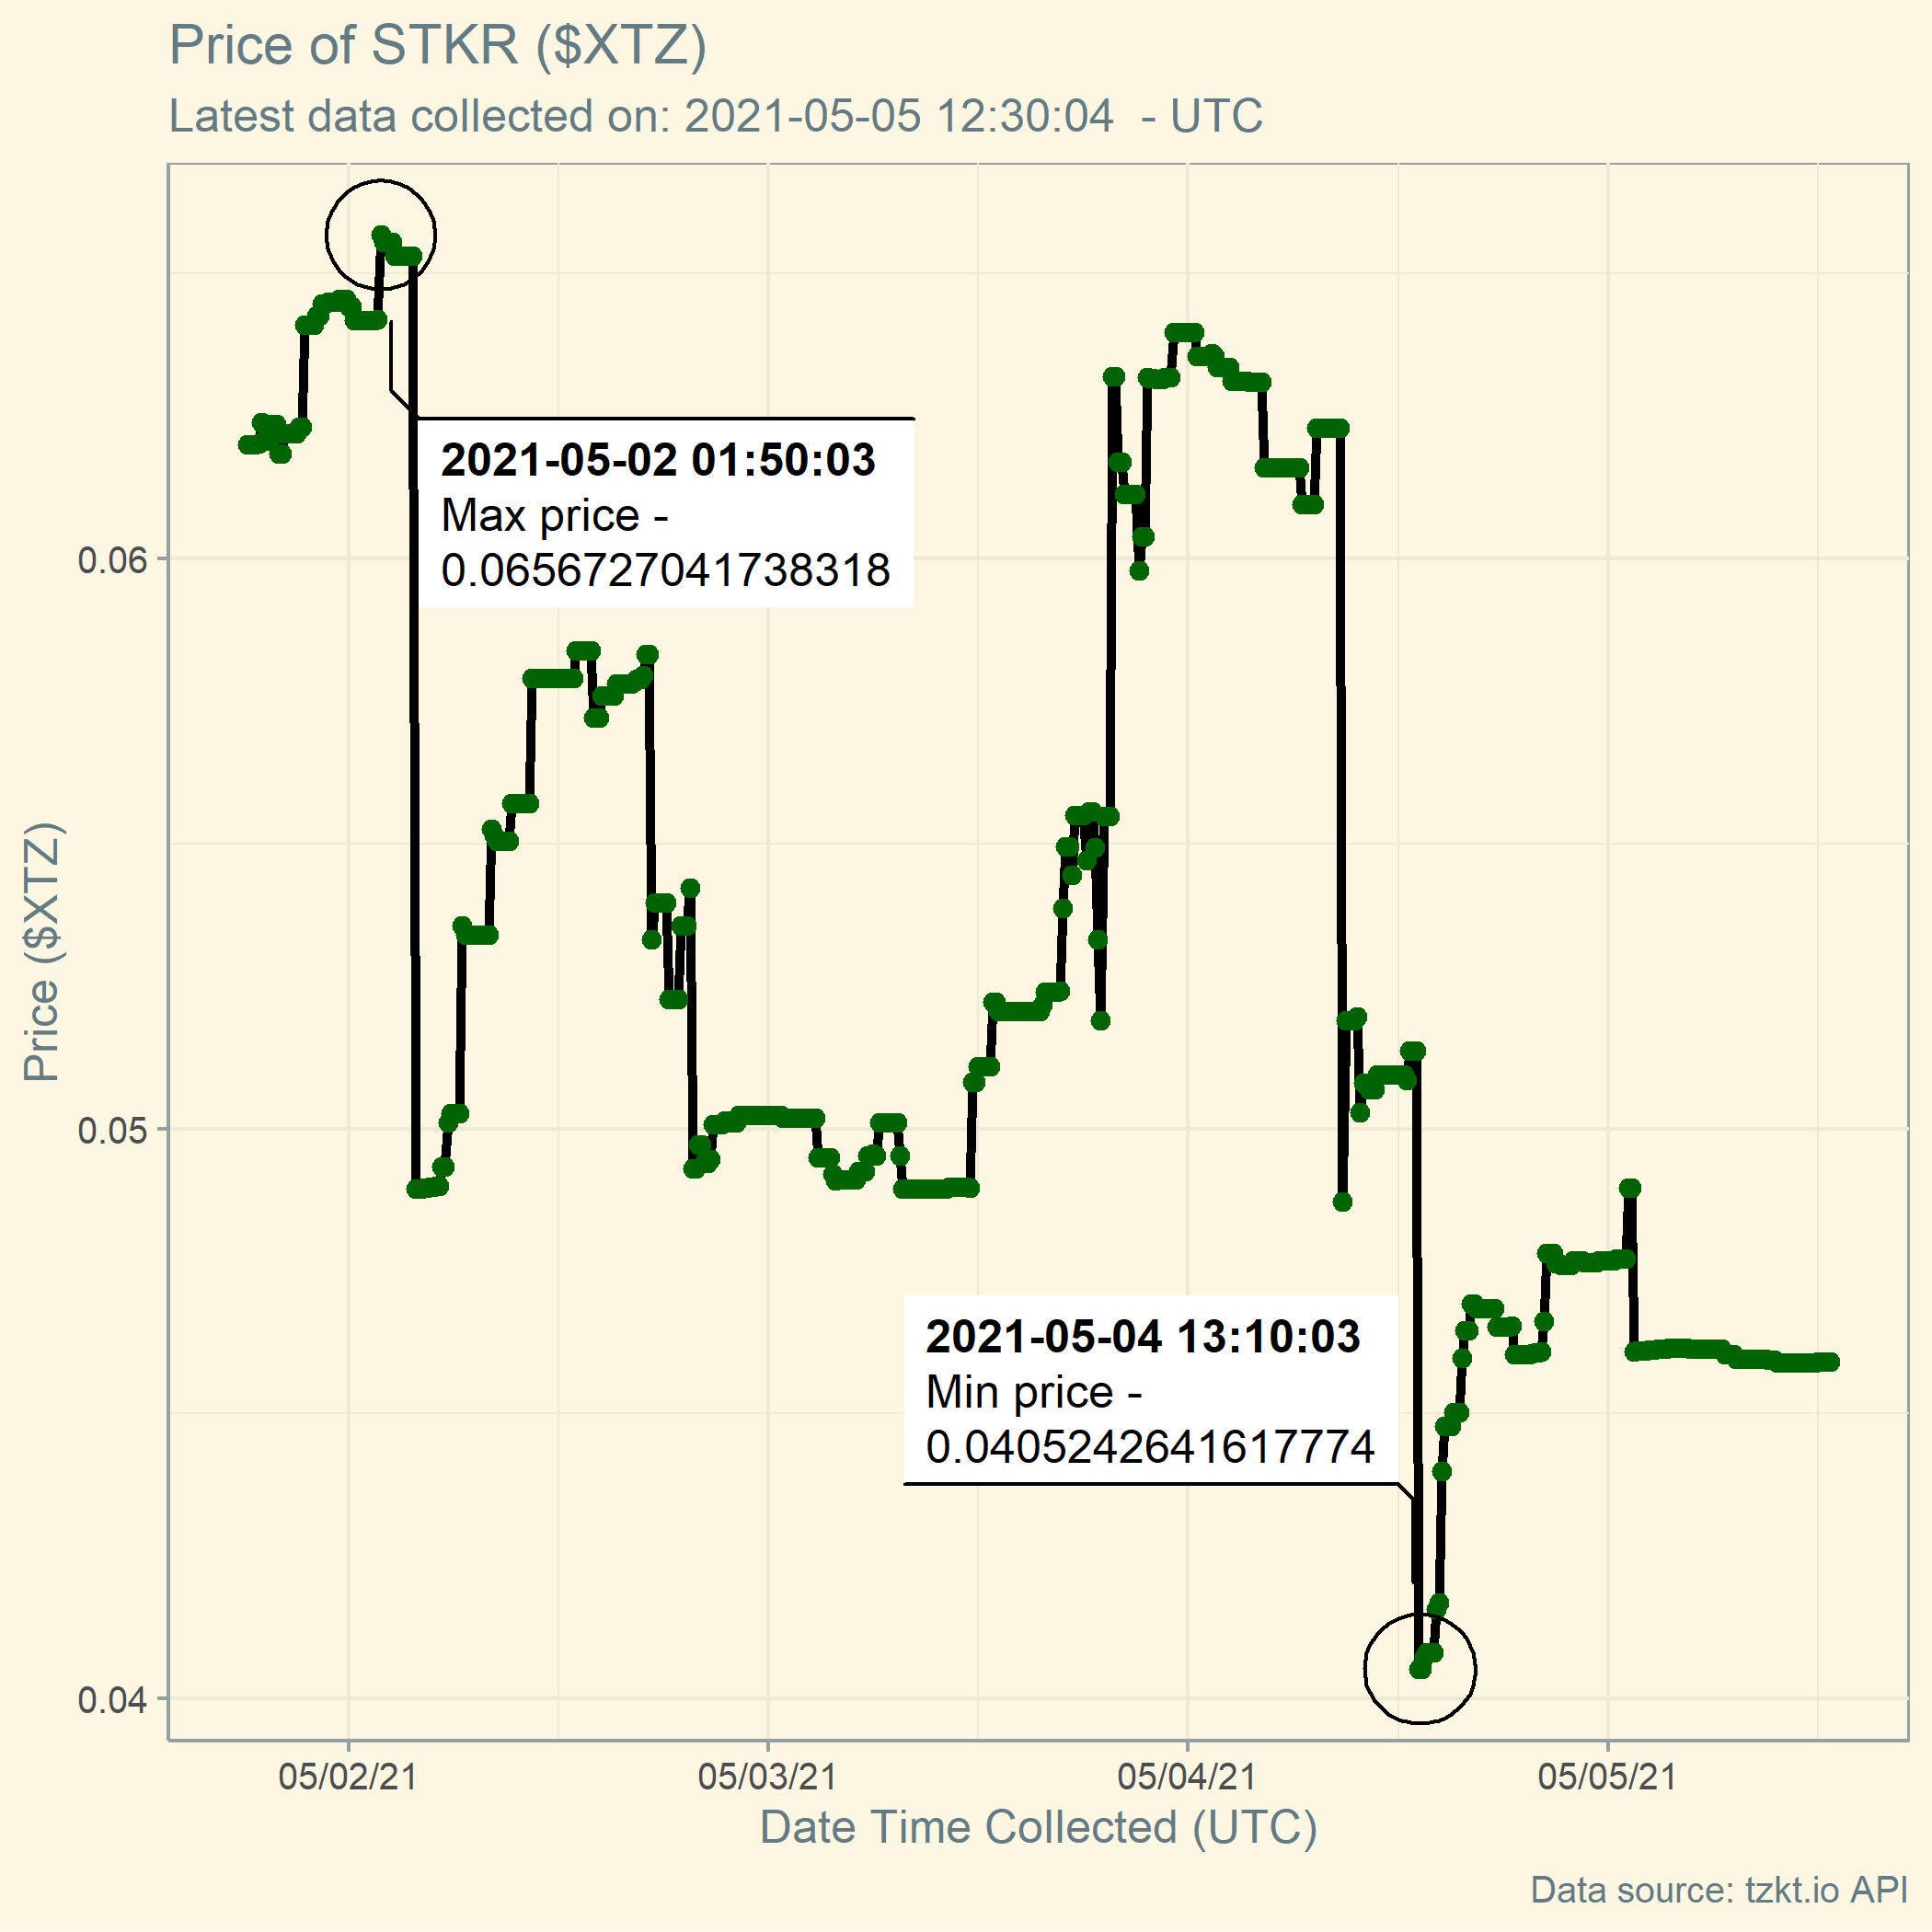 Price of STKR ($XTZ)
Latest data collected on: 2021-05-05 12:30:04  - UTC
Price ($XTZ)
0.06
0.05
0.04
2021-05-02 01:50:03
Max price -
0.0656727041738318
2021-05-04 13:10:03
Min price -
0.0405242641617774
05/02/21
05/03/21
05/04/21
05/05/21
Date Time Collected (UTC)
Data source: tzkt.io API